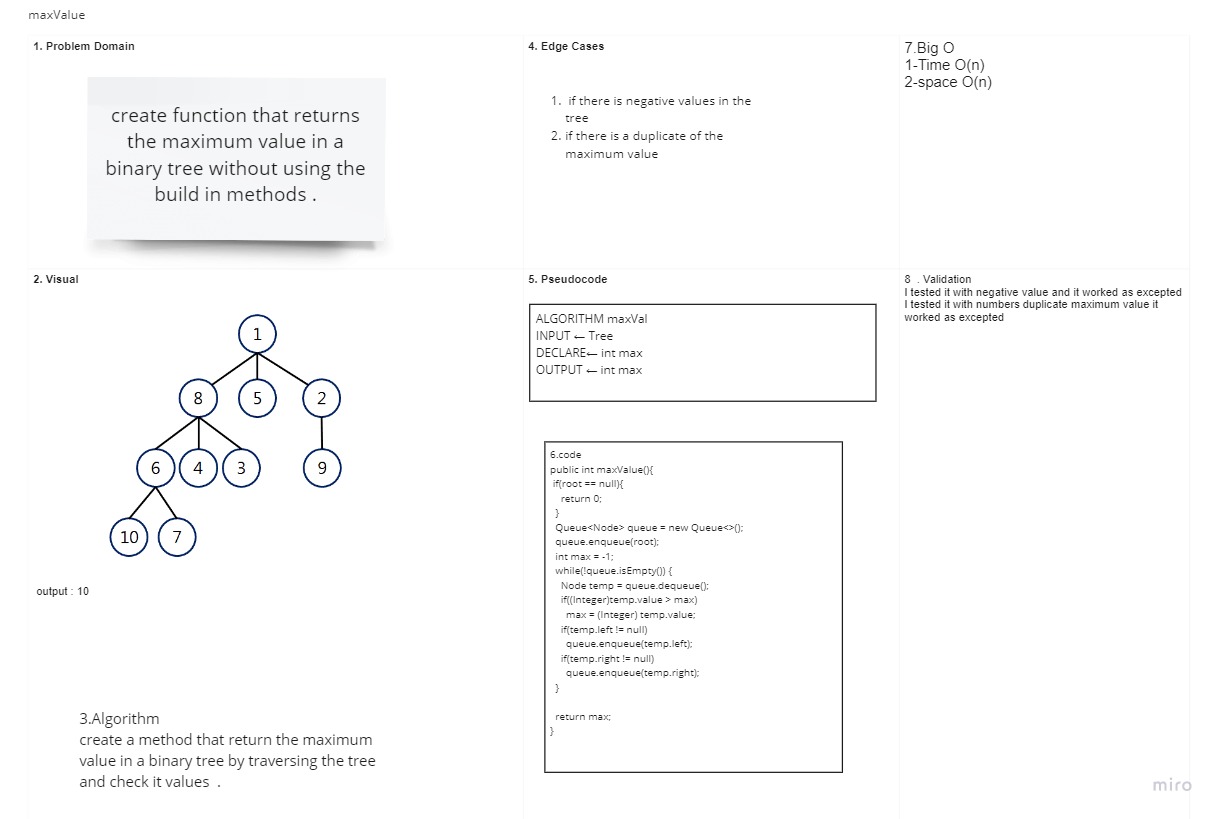 maxValue
1. Problem Domain
create function that returns
the maximum value in a
binary tree without using the
build in methods .
2. Visual
1
8 5 2
6 4 3 9
10 7
output : 10
3.Algorithm
create a method that return the maximum
value in a binary tree by traversing the tree
and check it values .
4. Edge Cases
1. if there is negative values in the
tree
2. if there is a duplicate of the
maximum value
5. Pseudocode
ALGORITHM maxVal
INPUT ← Tree
DECLARE← int max
OUTPUT ← int max
6.code
public int maxValue(){
if(root == null){
return 0;
}
Queue<Node> queue = new Queue<>();
queue.enqueue(root);
int max = -1;
while(!queue.isEmpty()) {
Node temp = queue.dequeue();
if((Integer)temp.value > max)
max = (Integer) temp.value;
if(temp.left != null)
queue.enqueue(temp.left);
if(temp.right != null)
queue.enqueue(temp.right);
}
return max;
}
7.Big O
1-Time O(n)
2-space O(n)
8 . Validation
I tested it with negative value and it worked as excepted
I tested it with numbers duplicate maximum value it
worked as excepted
miro